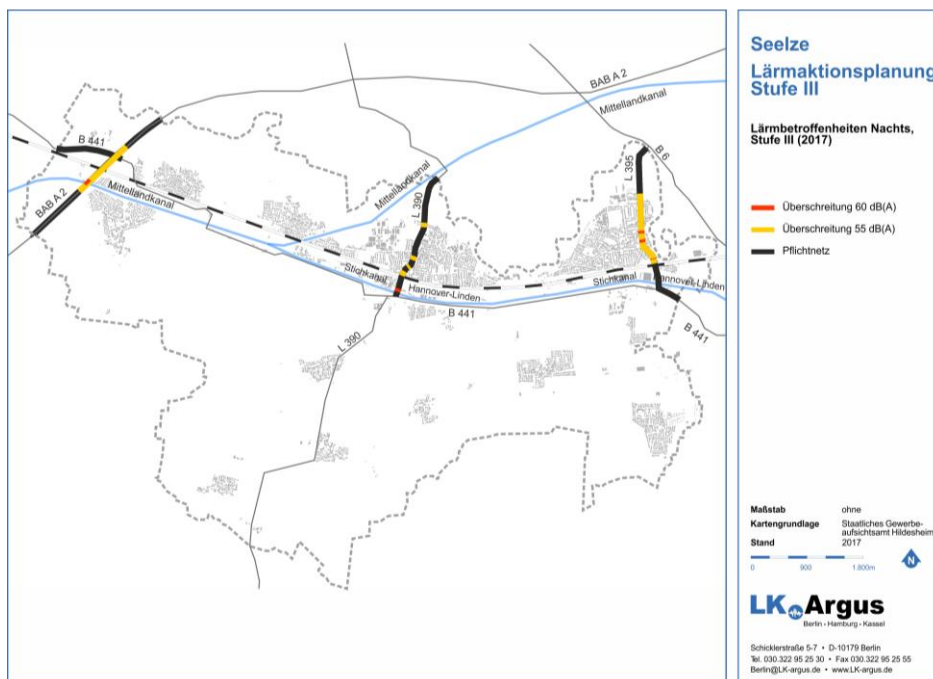 BAB A 2
Mittellandkanal
B 6
B 441
L 395
Mittellandkanal
L 390
BAB A 2
Mittellandkanal
Stichkanal
Hannover-Linden
Stichkanal
Hannover-Linden
B 441
B 441
L 390
Seelze
Lärmaktionsplanung
Stufe III
Lärmbetroffenheiten Nachts,
Stufe III (2017)
Überschreitung 60 dB(A)
Überschreitung 55 dB(A)
Pflichtnetz
Maßstab ohne
Kartengrundlage Staatliches Gewerbe-
aufsichtsamt Hildesheim
Stand 2017
0 900 1.800m
N
LK Argus
Berlin - Hamburg - Kassel
Schicklerstraße 5-7 • D-10179 Berlin
Tel. 030.322 95 25 30 • Fax 030.322 95 25 55
Berlin@LK-argus.de • www.LK-argus.de